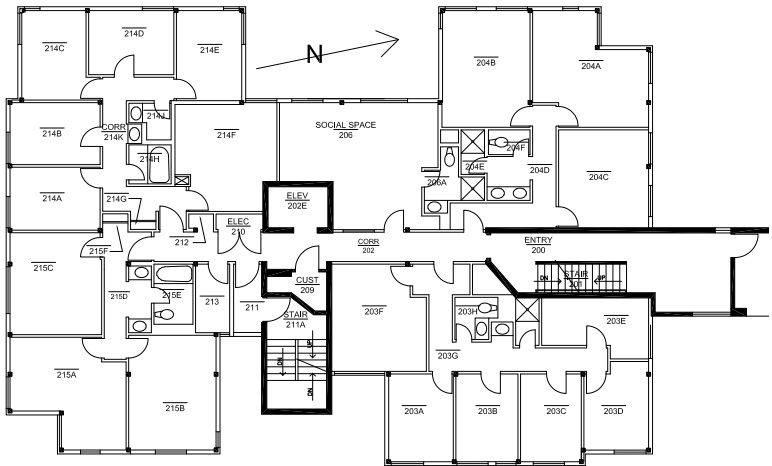 214C
214D
214E
N
204B
204A
214B
CORR
214K
214J
214F
SOCIAL SPACE
206
204F
214H
204E
204D
204C
206A
214A
214G
ELEV
202E
212
ELEC
210
215F
CORR
202
ENTRY
200
215C
215D
215E
213
211
CUST
209
DN
STAIR
201
UP
STAIR
211A
203F
203H
203E
203G
UP
DN
DN
215A
215B
203A
203B
203C
203D